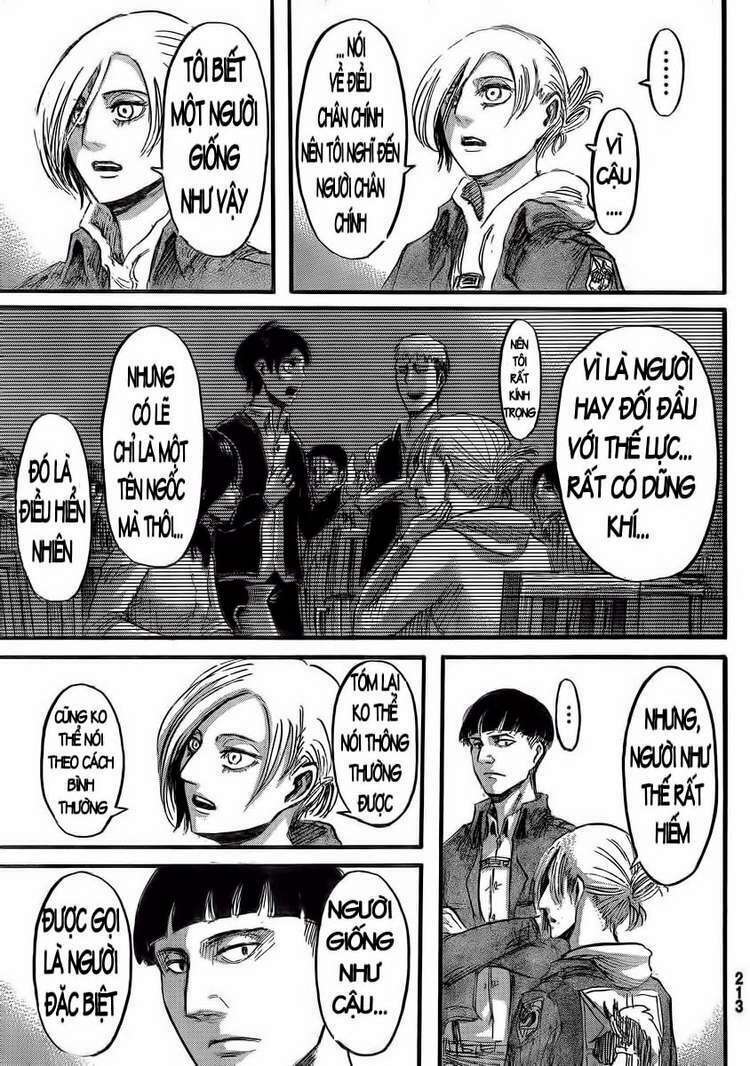 ......
VÌ
CẬU
....
... NÓI
VỀ ĐIỀU
CHÂN CHÍNH
NÊN TÔI NGHĨ ĐẾN
NGƯỜI CHÂN
CHÍNH
TÔI BIẾT
MỘT NGƯỜI
GIỐNG
NHƯ VẬY
VÌ LÀ NGƯỜI
HAY ĐỐI ĐẦU
VỚI THẾ LỰC...
RẤT CÓ DŨNG
KHÍ...
NÊN TÔI
RẤT
KÍNH
TRỌNG
NHƯNG
CÓ LẼ
CHỈ LÀ MỘT
TÊN NGỐC
MÀ THÔI...
ĐÓ LÀ
ĐIỀU HIỂN
NHIÊN
NHƯNG,
NGƯỜI NHƯ
THẾ RẤT
HIẾM
...
TÓM LẠI
KO THỂ
NÓI THÔNG
THƯỜNG
ĐƯỢC
CŨNG KO
THỂ NÓI
THEO CÁCH
BÌNH
THƯỜNG
NGƯỜI
GIỐNG
NHƯ
CẬU...
ĐƯỢC GỌI
LÀ NGƯỜI
ĐẶC BIỆT
213